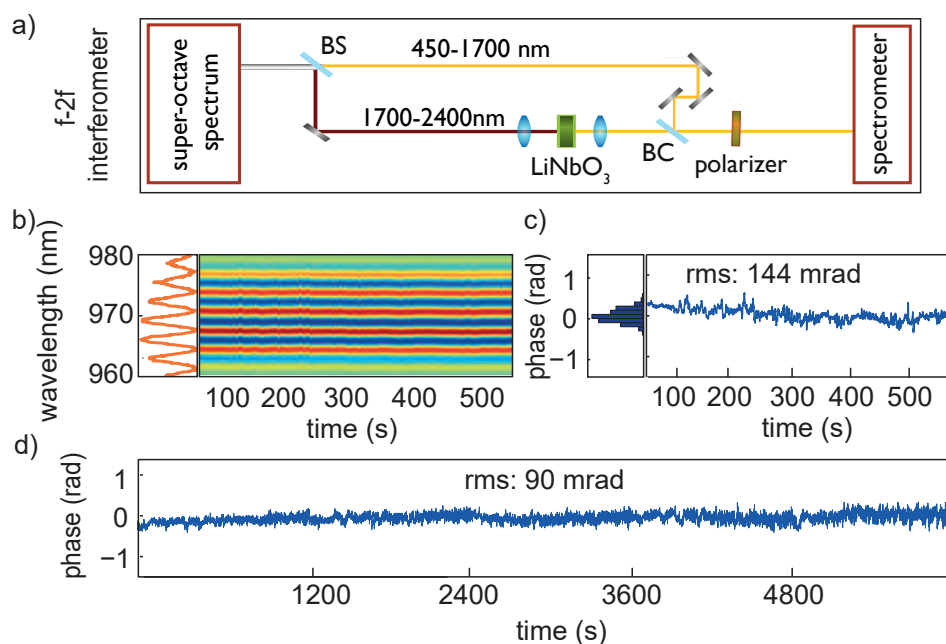 a)
f-2f
interferometer
super-octave
spectrum
BS
450-1700 nm
1700-2400nm
LiNbO₃
BC
polarizer
spectrometer
b)
wavelength (nm)
980
970
960
100 200 300 400 500
time (s)
c)
phase (rad)
1
0
−1
rms: 144 mrad
100 200 300 400 500
time (s)
d)
phase (rad)
1
0
−1
rms: 90 mrad
1200 2400 3600 4800
time (s)